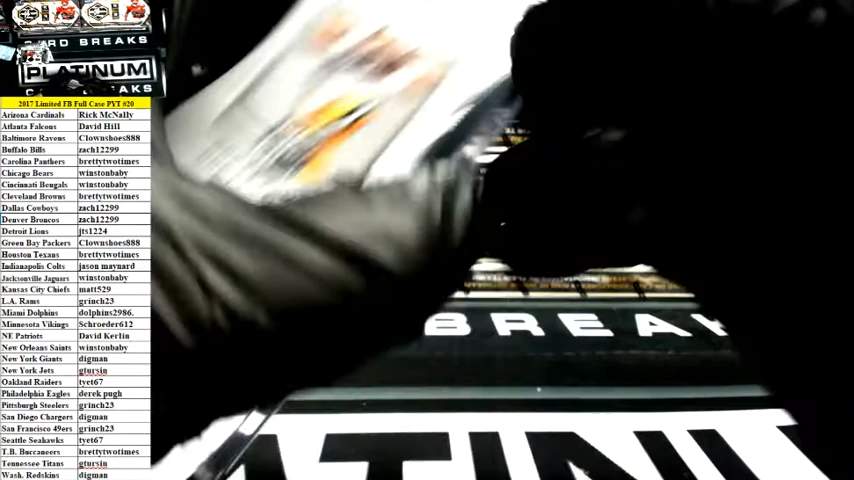 CARD BREAKS
PLATINUM
2017 Limited FB Full Case PYT #20
Arizona Cardinals Rick McNally
Atlanta Falcons David Hill
Baltimore Ravens Clownshoes888
Buffalo Bills zach12299
Carolina Panthers brettytwotimes
Chicago Bears winstonbaby
Cincinnati Bengals winstonbaby
Cleveland Browns brettytwotimes
Dallas Cowboys zach12299
Denver Broncos zach12299
Detroit Lions jts1224
Green Bay Packers Clownshoes888
Houston Texans brettytwotimes
Indianapolis Colts jason maynard
Jacksonville Jaguars winstonbaby
Kansas City Chiefs matt529
L.A. Rams grinch23
Miami Dolphins dolphins2986.
Minnesota Vikings Schroeder612
NE Patriots David Kerlin
New Orleans Saints winstonbaby
New York Giants digman
New York Jets gtursin
Oakland Raiders tyet67
Philadelphia Eagles derek pugh
Pittsburgh Steelers grinch23
San Diego Chargers digman
San Francisco 49ers grinch23
Seattle Seahawks tyet67
T.B. Buccaneers brettytwotimes
Tennessee Titans gtursin
Wash. Redskins digman
BREAK
ATINUM